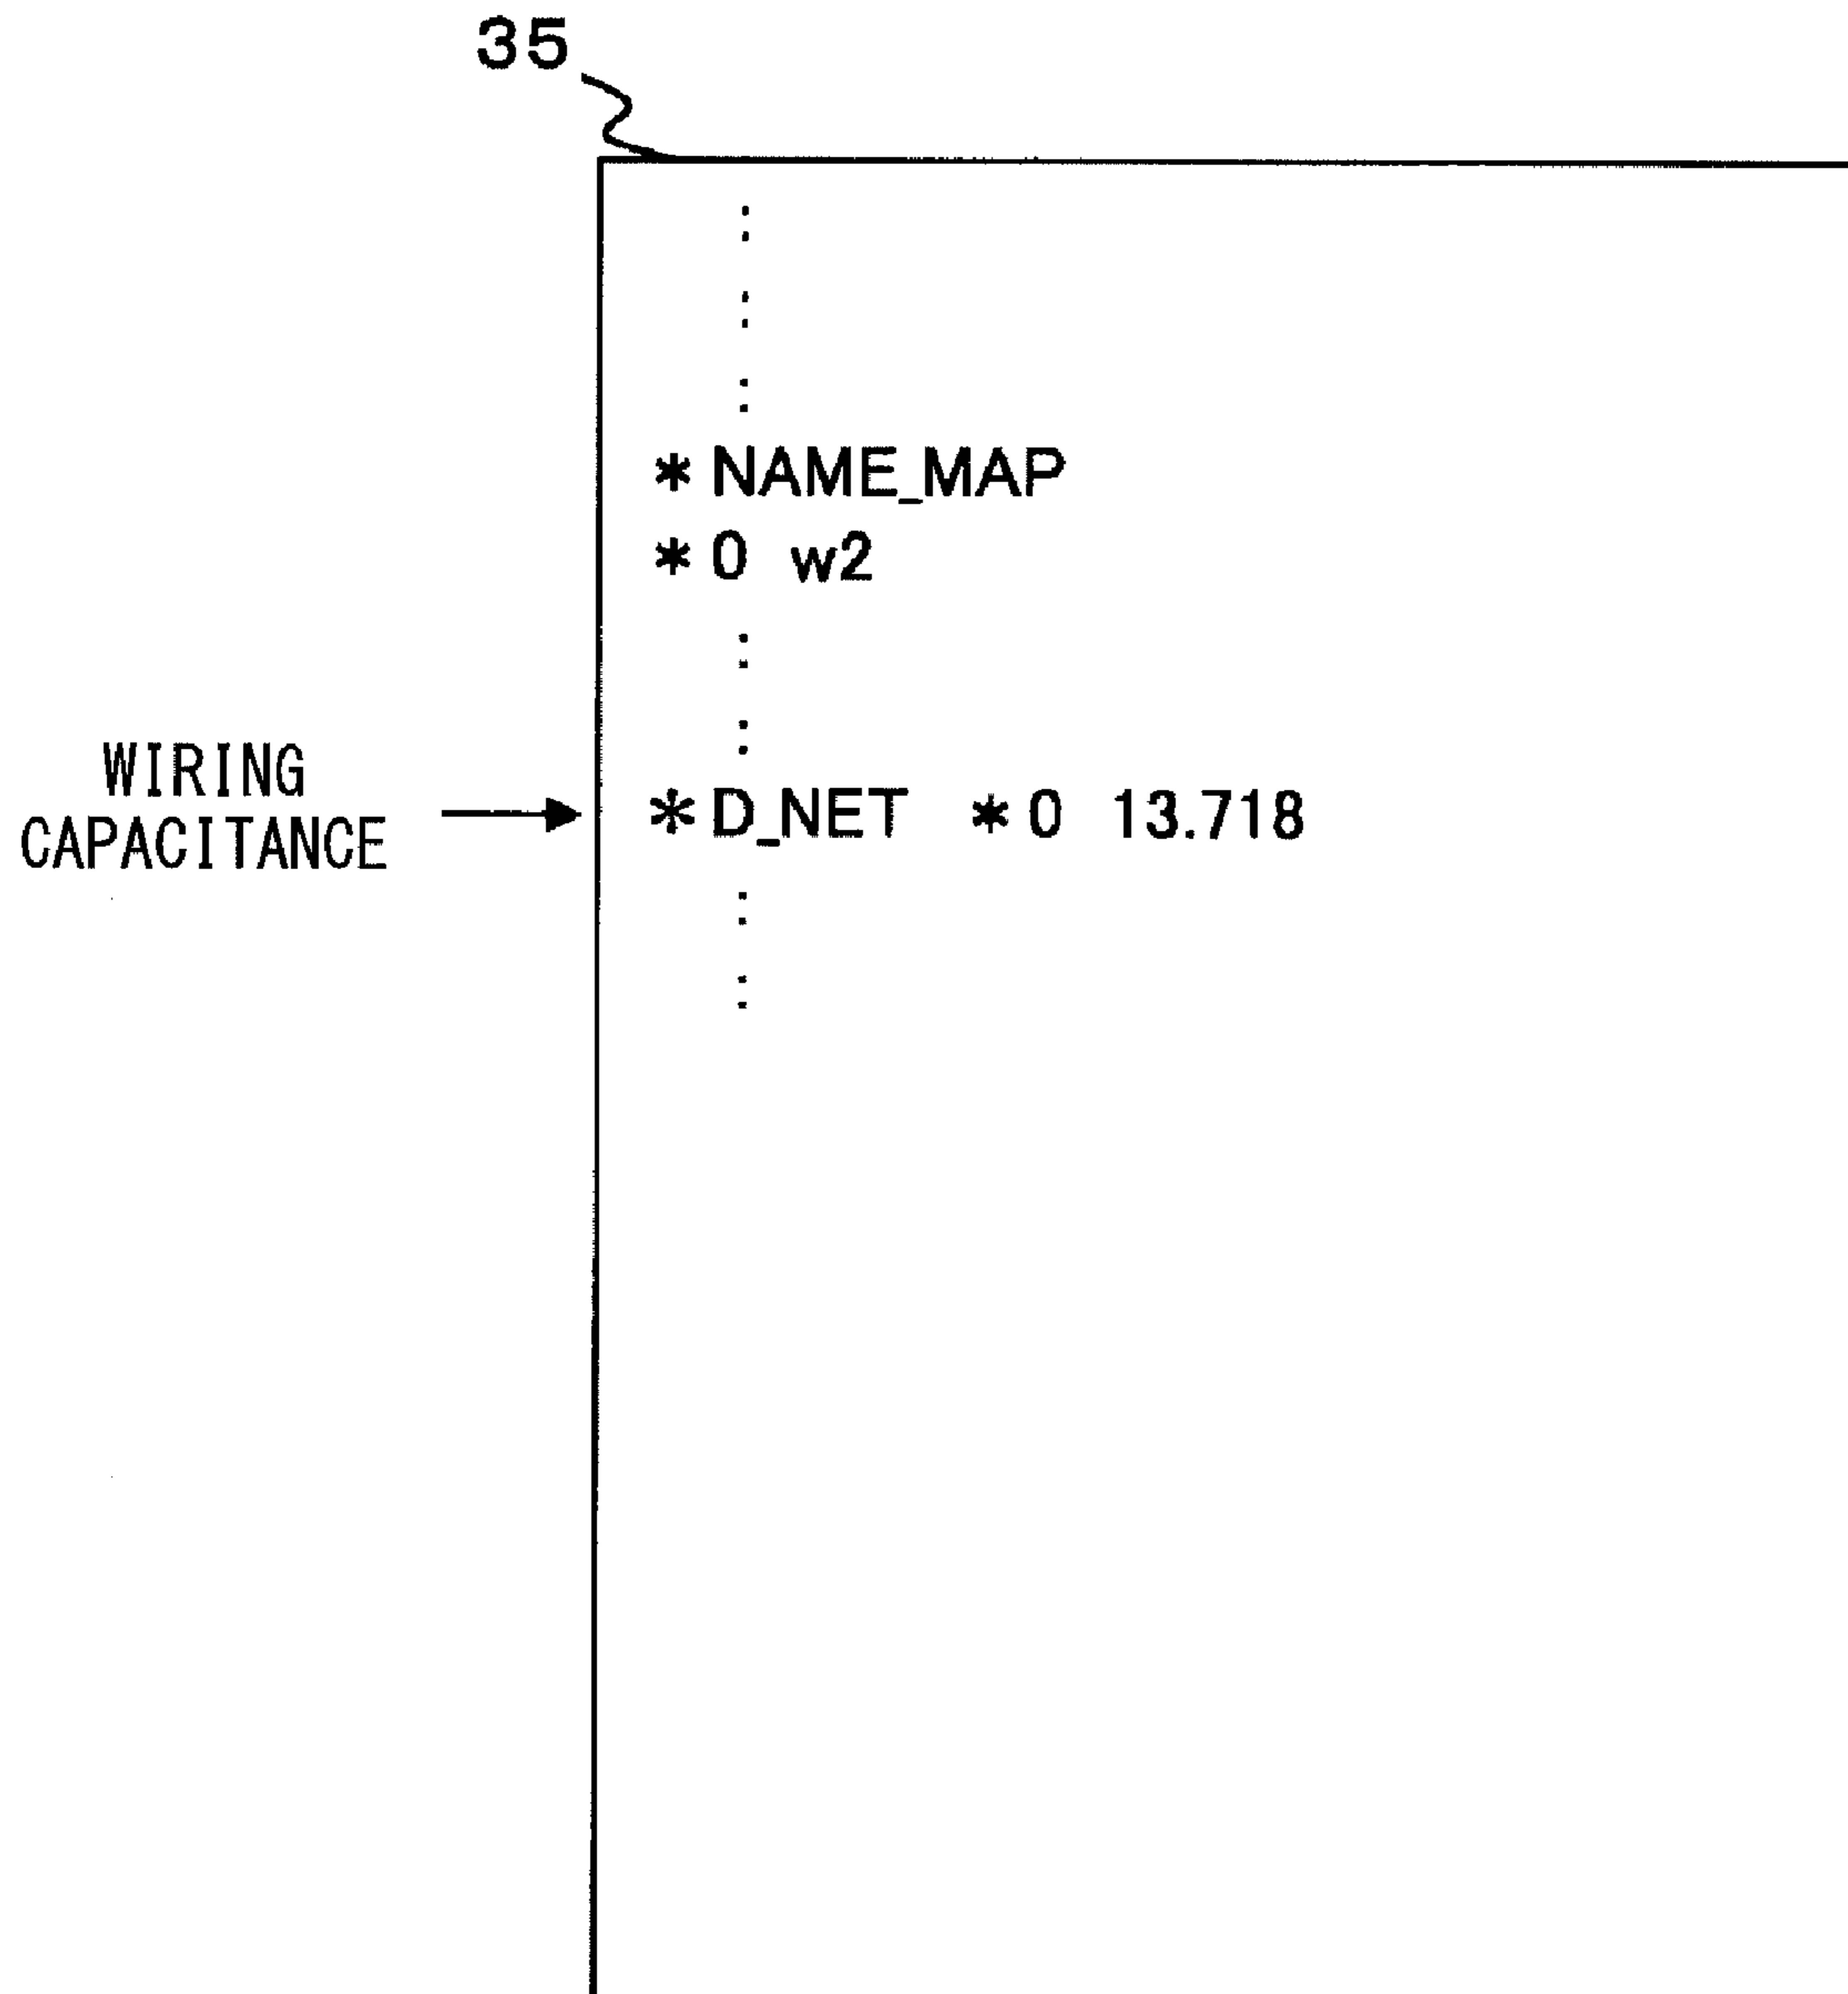 35
:
:
:
* NAME_MAP
* 0 w2
:
:
WIRING
CAPACITANCE
* D_NET * 0 13.718
:
: